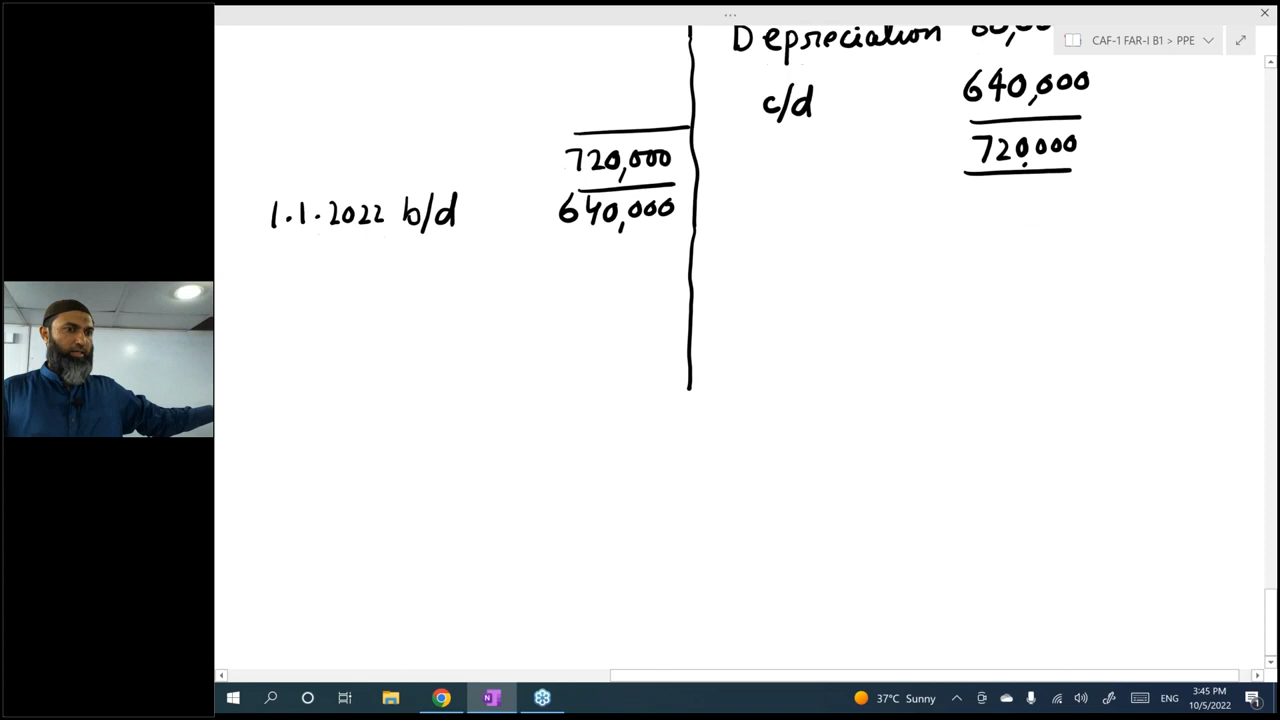 Depreciation
CAF-1 FAR-I B1 > PPE
c/d 640,000
720,000 720,000
1.1.2022 b/d 640,000
37°C Sunny
ENG
3:45 PM
10/5/2022